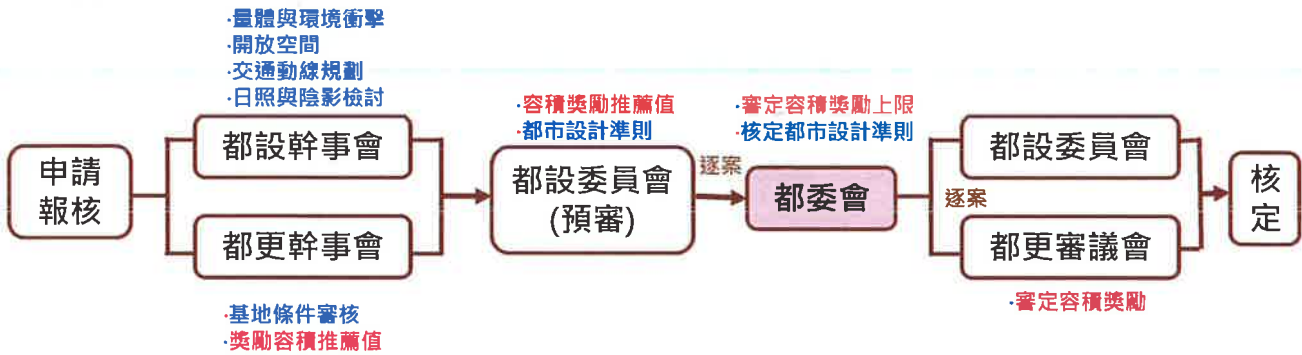 ·量體與環境衝擊
·開放空間
·交通動線規劃
·日照與陰影檢討
·容積獎勵推薦值
·都市設計準則
·審定容積獎勵上限
·核定都市設計準則
申請
報核
都設幹事會
都更幹事會
都設委員會
(預審)
逐案
都委會
逐案
都設委員會
都更審議會
核
定
·基地條件審核
·獎勵容積推薦值
·審定容積獎勵